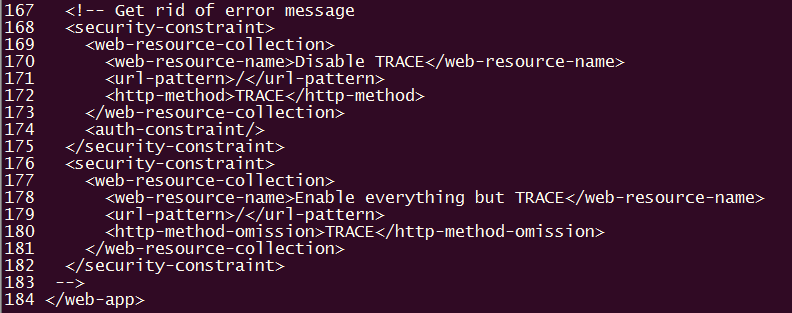 167   <!-- Get rid of error message
168   <security-constraint>
169     <web-resource-collection>
170       <web-resource-name>Disable TRACE</web-resource-name>
171       <url-pattern>/</url-pattern>
172       <http-method>TRACE</http-method>
173     </web-resource-collection>
174     <auth-constraint/>
175   </security-constraint>
176   <security-constraint>
177     <web-resource-collection>
178       <web-resource-name>Enable everything but TRACE</web-resource-name>
179       <url-pattern>/</url-pattern>
180       <http-method-omission>TRACE</http-method-omission>
181     </web-resource-collection>
182   </security-constraint>
183  -->
184 </web-app>